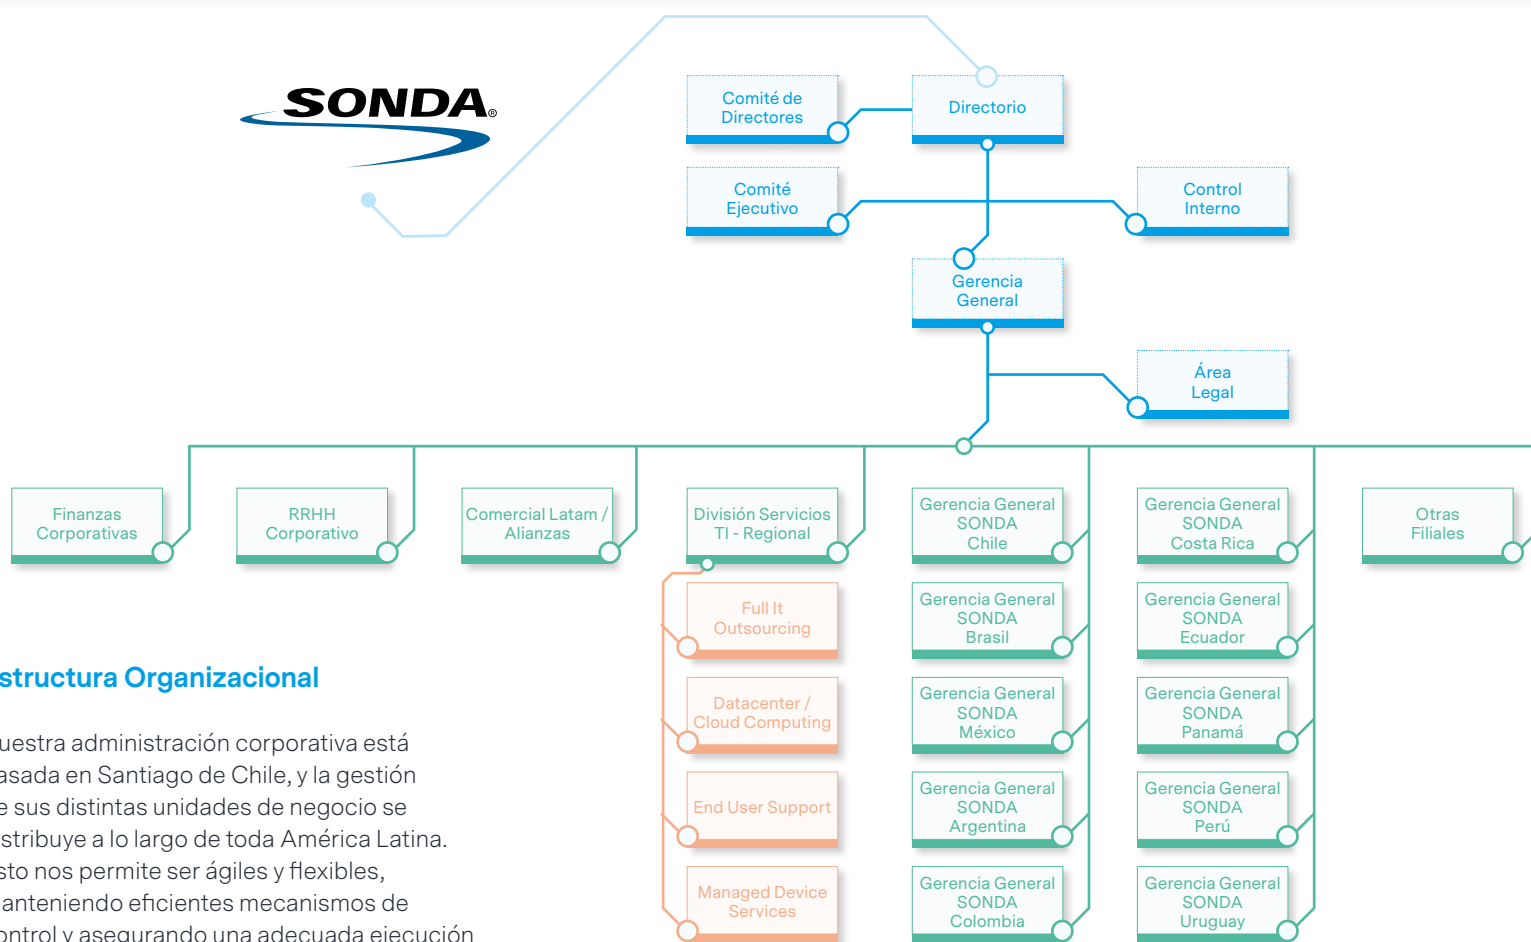 SONDA®
Comité de
Directores
Directorio
Comité
Ejecutivo
Control
Interno
Gerencia
General
Área
Legal
Finanzas
Corporativas
RRHH
Corporativo
Comercial Latam /
Alianzas
División Servicios
TI - Regional
Gerencia General
SONDA
Chile
Gerencia General
SONDA
Costa Rica
Otras
Filiales
Full It
Outsourcing
Gerencia General
SONDA
Brasil
Gerencia General
SONDA
Ecuador
Datacenter /
Cloud Computing
Gerencia General
SONDA
México
Gerencia General
SONDA
Panamá
End User Support
Gerencia General
SONDA
Argentina
Gerencia General
SONDA
Perú
Managed Device
Services
Gerencia General
SONDA
Colombia
Gerencia General
SONDA
Uruguay
structura Organizacional
uestra administración corporativa está
asada en Santiago de Chile, y la gestión
e sus distintas unidades de negocio se
stribuye a lo largo de toda América Latina.
sto nos permite ser ágiles y flexibles,
anteniendo eficientes mecanismos de
ontrol y asegurando una adecuada ejecución